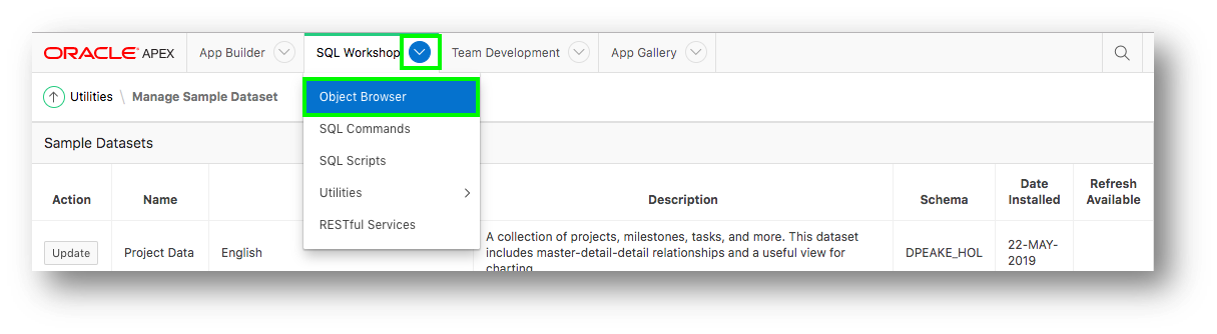 ORACLE APEX App Builder SQL Workshop Team Development App Gallery
Utilities \ Manage Sample Dataset
Object Browser
SQL Commands
SQL Scripts
Utilities
RESTful Services
Sample Datasets
Action Name Description Schema Date Installed Refresh Available
Update Project Data English A collection of projects, milestones, tasks, and more. This dataset
includes master-detail-detail relationships and a useful view for
charting
DPEAKE_HOL 22-MAY-
2019